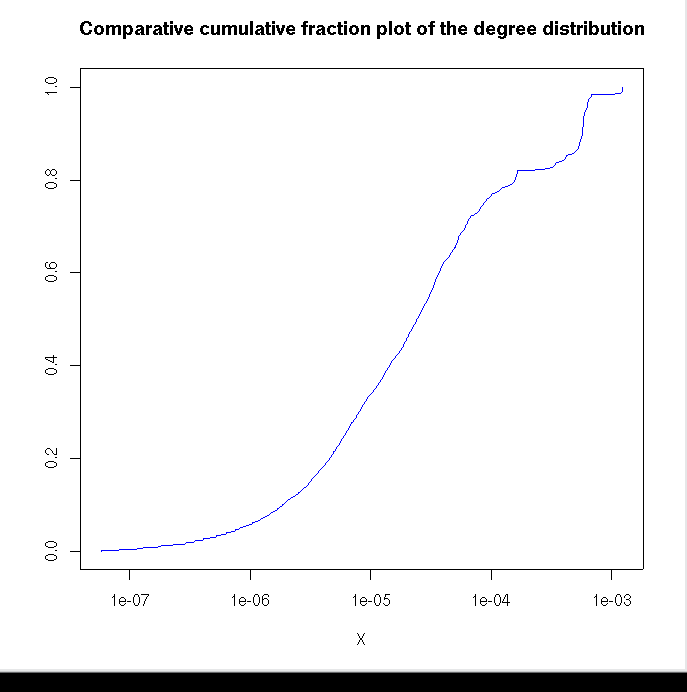 Comparative cumulative fraction plot of the degree distribution
1.0
0.8
0.6
0.4
0.2
0.0
1e-07 1e-06 1e-05 1e-04 1e-03
X